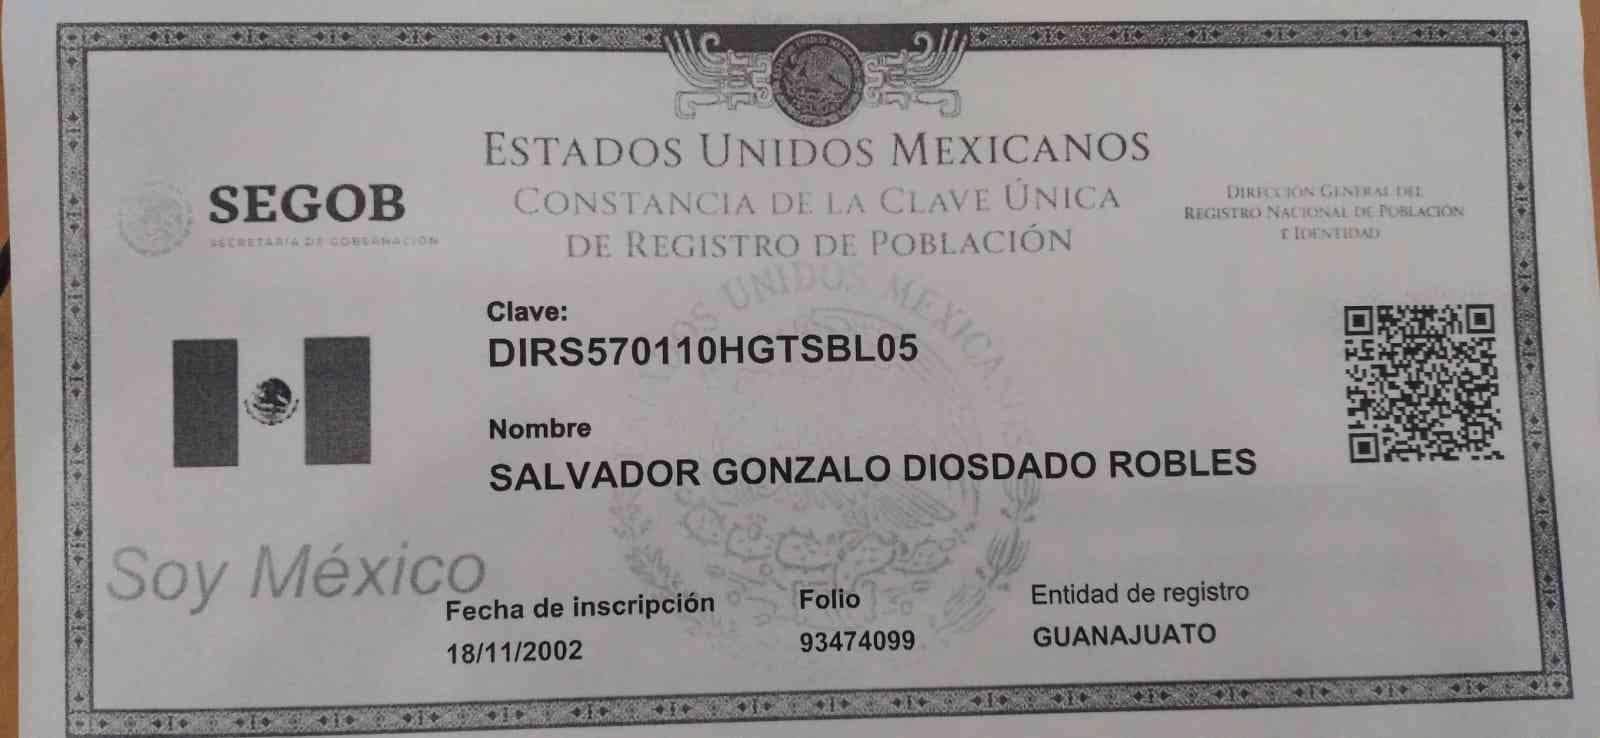 ESTADOS UNIDOS MEXICANOS
CONSTANCIA DE LA CLAVE ÚNICA
DE REGISTRO DE POBLACIÓN
SEGOB
SECRETARÍA DE GOBERNACIÓN
DIRECCIÓN GENERAL DEL
REGISTRO NACIONAL DE POBLACIÓN
E IDENTIDAD
Clave:
DIRS570110HGTSBL05
Nombre
SALVADOR GONZALO DIOSDADO ROBLES
Soy México
Fecha de inscripción
18/11/2002
Folio
93474099
Entidad de registro
GUANAJUATO
UNIDOS MEXICANOS